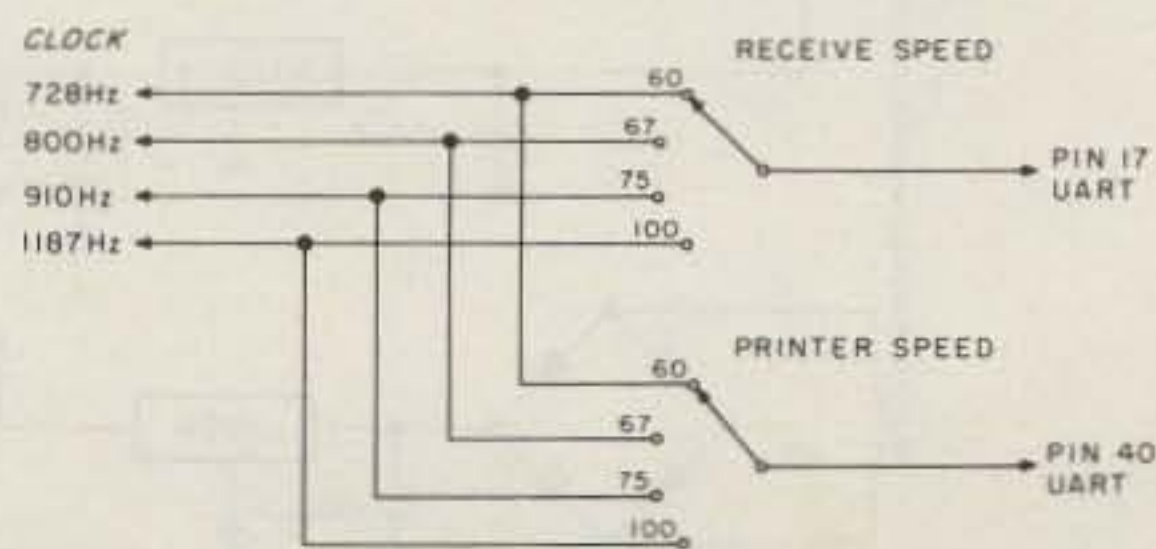 CLOCK
728Hz
800Hz
910Hz
1187Hz
RECEIVE SPEED
60
67
75
100
PIN 17
UART
PRINTER SPEED
60
67
75
100
PIN 40
UART